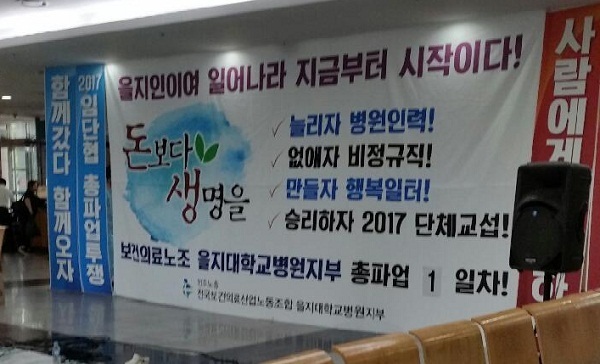 을지인이여 일어나라 지금부터 시작이다!
돈보다
생명을
✓ 늘리자 병원인력!
✓ 없애자 비정규직!
✓ 만들자 행복일터!
✓ 승리하자 2017 단체교섭!
보건의료노조 을지대학교병원지부 총파업 1 일차!
민주노총
전국보건의료산업노동조합 을지대학교병원지부
함께갔다 함께오자
2017 임단협 총파업투쟁
사람에게